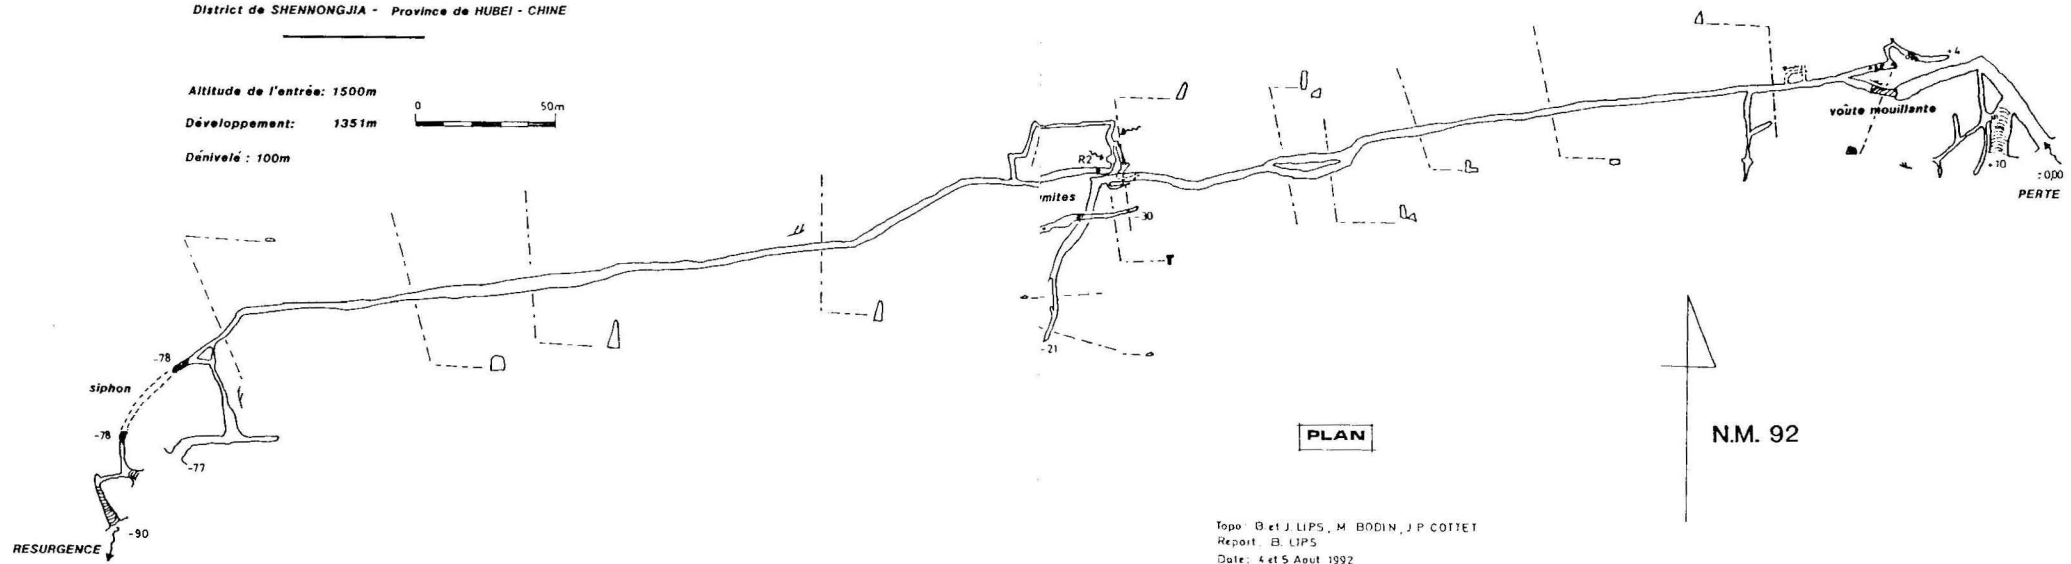 District de SHENNONGJIA - Province de HUBEI - CHINE
Altitude de l'entrée: 1500m
Développement: 1351m
Dénivelé : 100m
0 50m
+4
voûte mouillante
+10
:0,00
PERTE
R2
mites
-30
T
-21
-78
siphon
-78
-77
-90
RESURGENCE
PLAN
N.M. 92
Topo: B et J. LIPS, M. BODIN, J P COTTET
Report: B. LIPS
Date: 4 et 5 Aout 1992